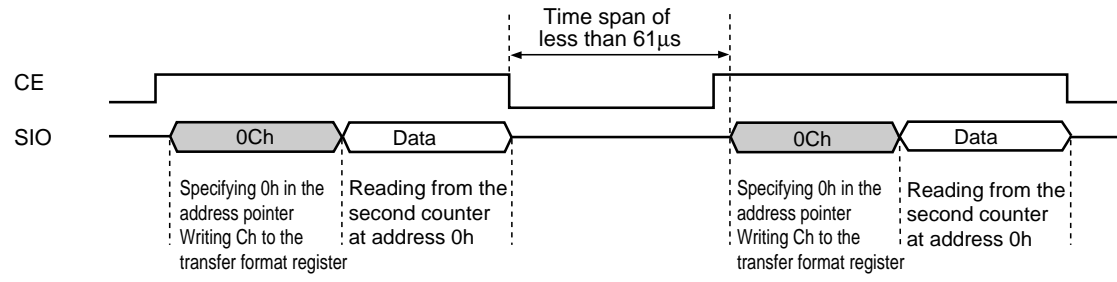 Time span of
less than 61μs
CE
SIO
0Ch
Data
0Ch
Data
Specifying 0h in the
address pointer
Writing Ch to the
transfer format register
Reading from the
second counter
at address 0h
Specifying 0h in the
address pointer
Writing Ch to the
transfer format register
Reading from the
second counter
at address 0h